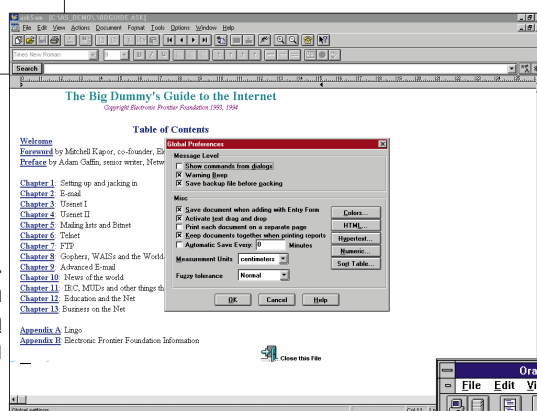 askSam - [C:\AS_DEMO\.\BDGUIDE.ASK]
File Edit View Actions Document Format Tools Options Window Help
Times New Roman 9 B I U
Search
The Big Dummy's Guide to the Internet
Copyright Electronic Frontier Foundation 1993, 1994
Table of Contents
Welcome
Foreword by Mitchell Kapor, co-founder, Ele
Preface by Adam Gaffin, senior writer, Netw
Chapter 1: Setting up and jacking in
Chapter 2: E-mail
Chapter 3: Usenet I
Chapter 4: Usenet II
Chapter 5: Mailing lists and Bitnet
Chapter 6: Telnet
Chapter 7: FTP
Chapter 8: Gophers, WAISs and the World
Chapter 9: Advanced E-mail
Chapter 10: News of the world
Chapter 11: IRC, MUDs and other things th
Chapter 12: Education and the Net
Chapter 13: Business on the Net
Appendix A: Lingo
Appendix B: Electronic Frontier Foundation Information
Close this File
Global Preferences
Message Level
Show commands from dialogs
Warning Beep
Save backup file before packing
Misc
Save document when adding with Entry Form
Activate text drag and drop
Print each document on a separate page
Keep documents together when printing reports
Automatic Save Every: 0 Minutes
Measurement Units centimeters
Fuzzy tolerance Normal
Colors...
HTML...
Hypertext...
Numeric...
Sort Table...
OK Cancel Help
Global settings
Ora
File Edit Vi